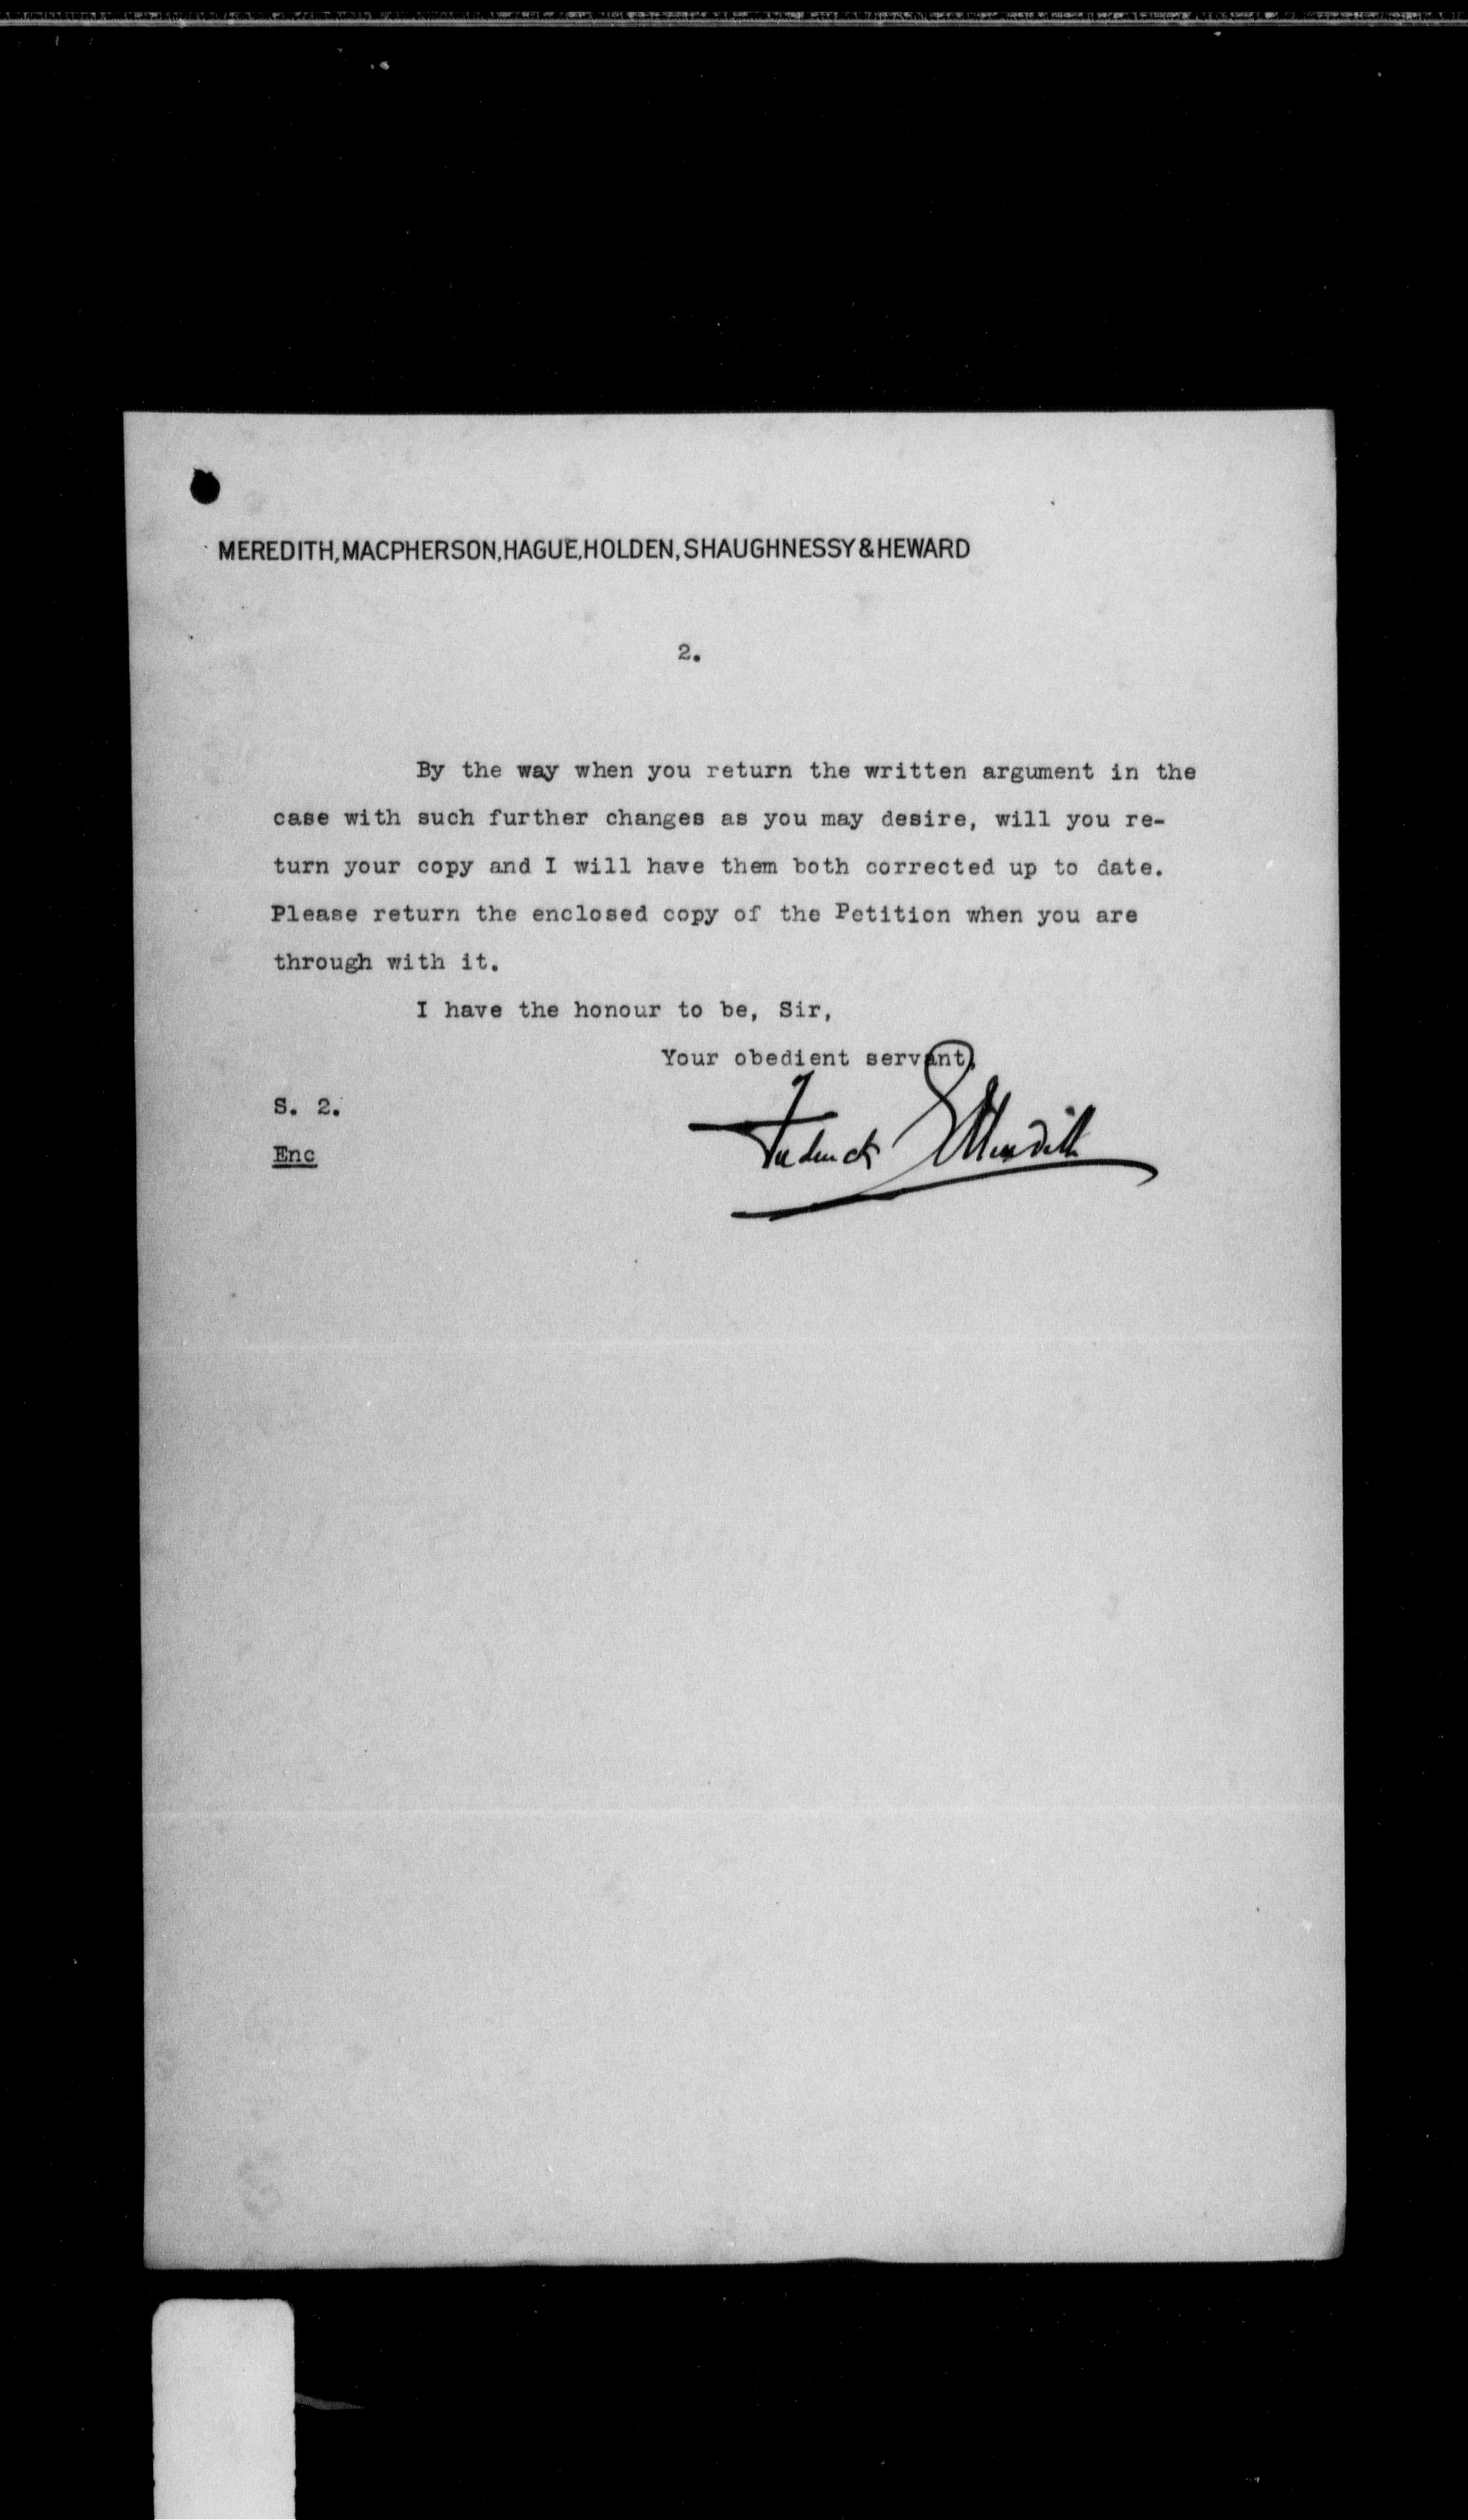 MEREDITH, MACPHERSON, HAGUE, HOLDEN, SHAUGHNESSY & HEWARD
2.
By the way when you return the written argument in the
case with such further changes as you may desire, will you re-
turn your copy and I will have them both corrected up to date.
Please return the enclosed copy of the Petition when you are
through with it.
I have the honour to be, Sir,
Your obedient servant,
S. 2.
Frederick E Meredith
Enc